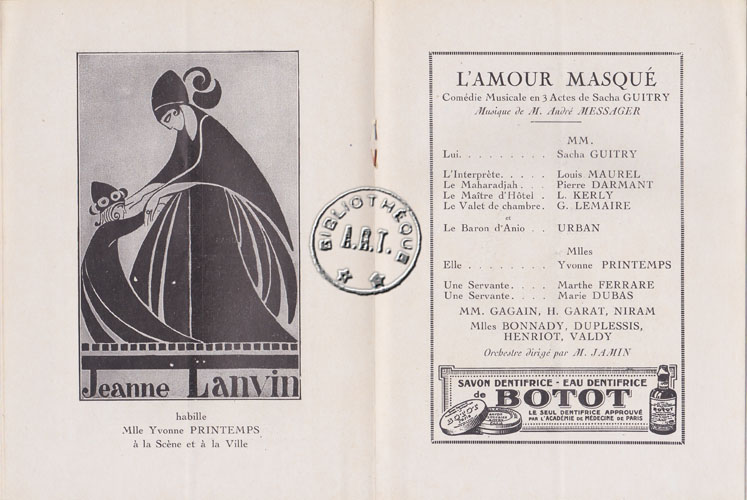 Jeanne Lanvin
habille
Mlle Yvonne PRINTEMPS
à la Scène et à la Ville
BIBLIOTHÈQUE
A.R.T.
L'AMOUR MASQUÉ
Comédie Musicale en 3 Actes de Sacha GUITRY
Musique de M. André MESSAGER
MM.
Lui. . . . . . . . . Sacha GUITRY
L'Interprète. . . . . Louis MAUREL
Le Maharadjah . . . Pierre DARMANT
Le Maître d'Hôtel . L. KERLY
Le Valet de chambre. G. LEMAIRE
et
Le Baron d'Anio . . URBAN
Mlles
Elle . . . . . . . . Yvonne PRINTEMPS
Une Servante. . . . Marthe FERRARE
Une Servante. . . . Marie DUBAS
MM. GAGAIN, H. GARAT, NIRAM
Mlles BONNADY, DUPLESSIS,
HENRIOT, VALDY
Orchestre dirigé par M. JAMIN
SAVON DENTIFRICE - EAU DENTIFRICE
de BOTOT
LE SEUL DENTIFRICE APPROUVÉ
PAR L'ACADÉMIE DE MÉDECINE DE PARIS
BOTOT